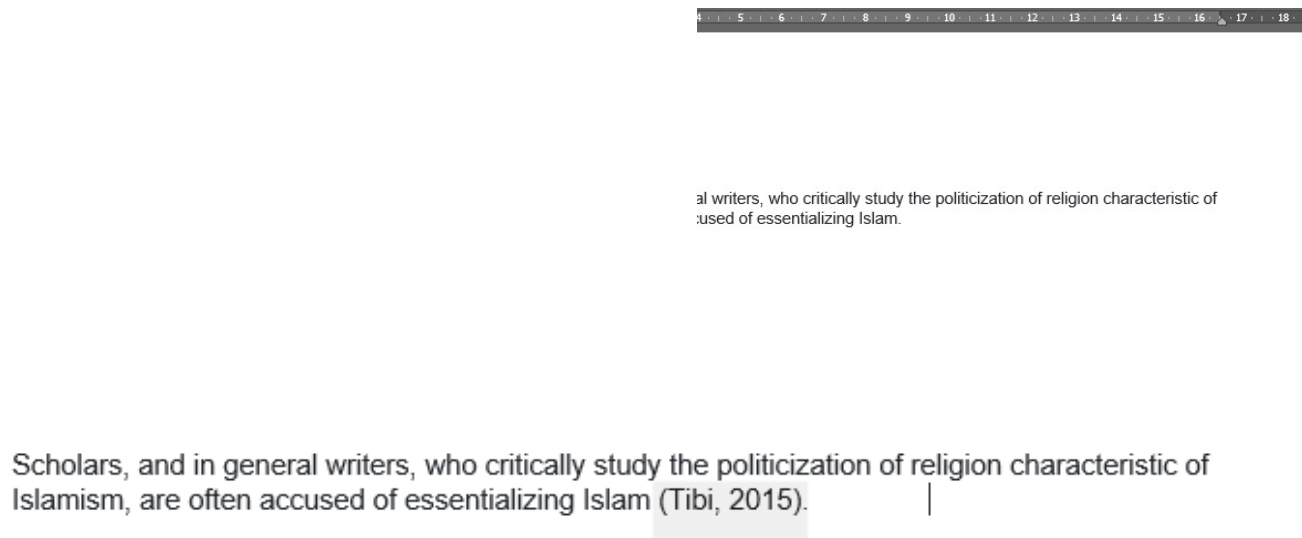 4 5 6 7 8 9 10 11 12 13 14 15 16 17 18
al writers, who critically study the politicization of religion characteristic of
cused of essentializing Islam.
Scholars, and in general writers, who critically study the politicization of religion characteristic of
Islamism, are often accused of essentializing Islam (Tibi, 2015).